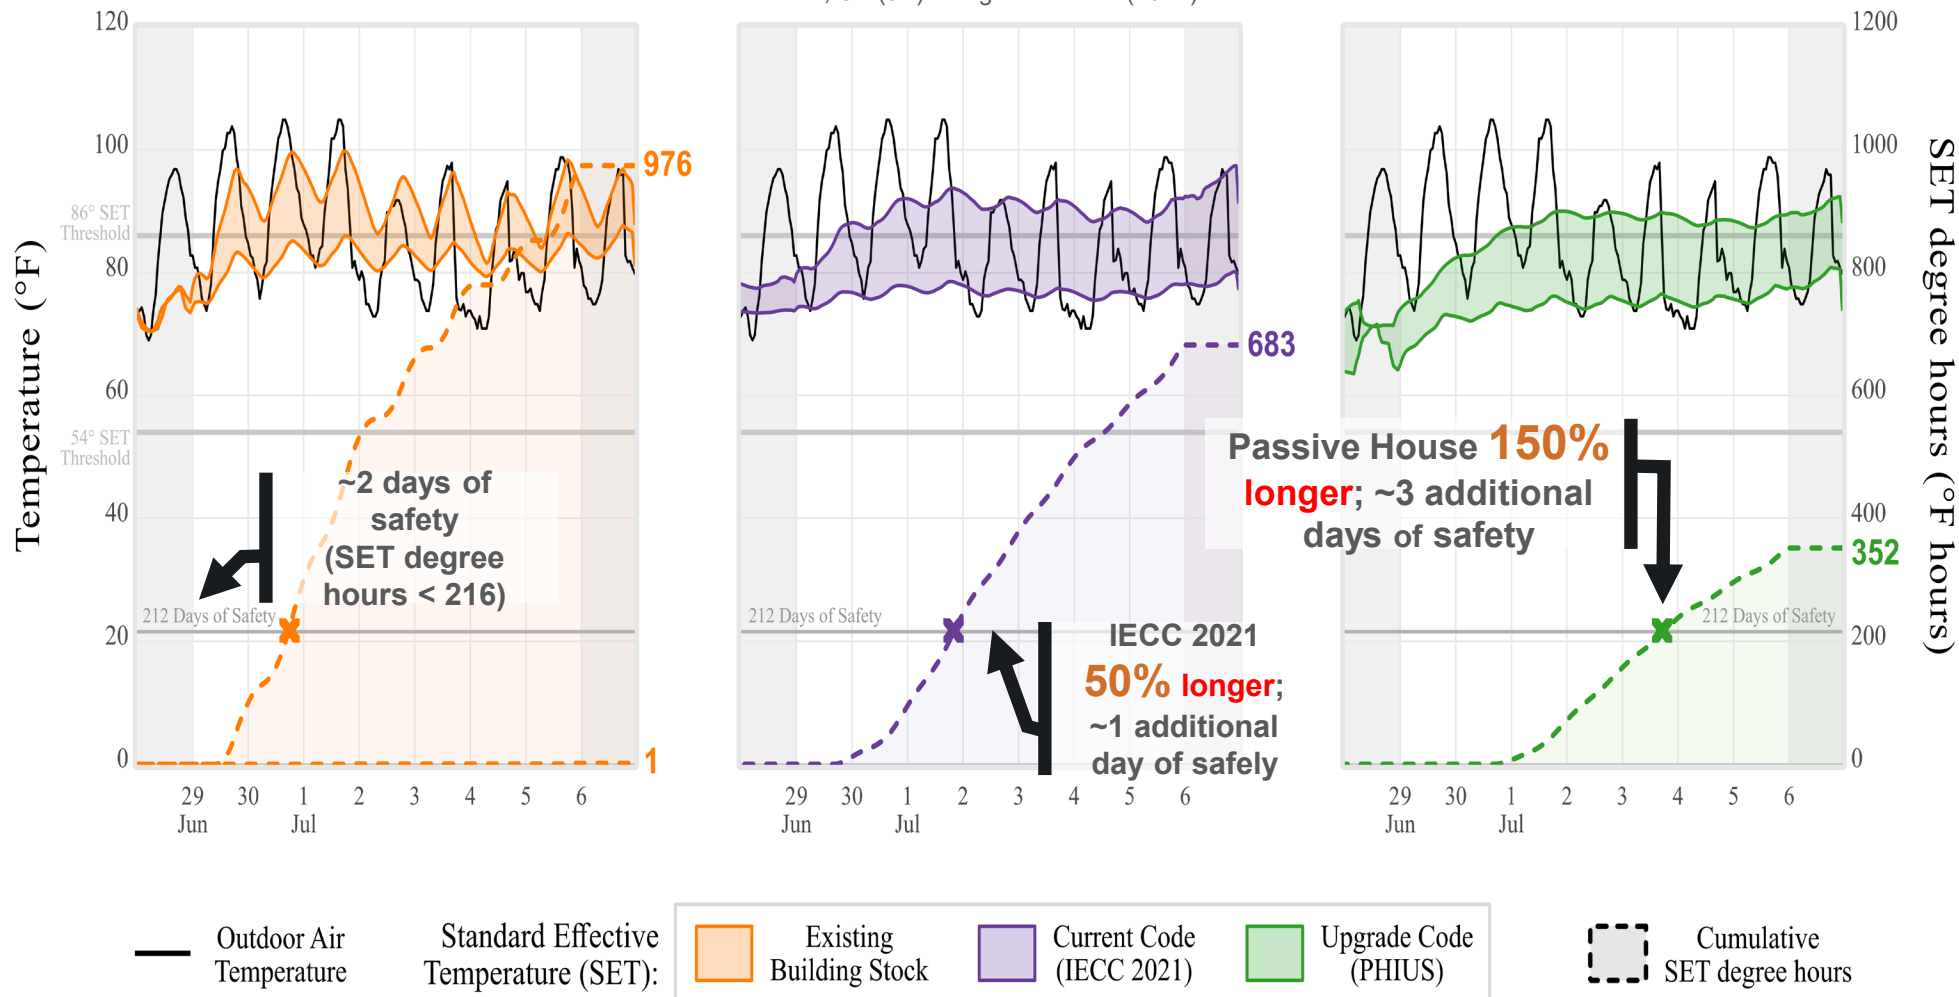 120
100
80
60
40
20
0
Temperature (°F)
86° SET
Threshold
54° SET
Threshold
~2 days of
safety
(SET degree
hours < 216)
212 Days of Safety
976
1
29
Jun
30
1
Jul
2
3
4
5
6
212 Days of Safety
683
IECC 2021
50% longer;
~1 additional
day of safely
29
Jun
30
1
Jul
2
3
4
5
6
Passive House 150%
longer; ~3 additional
days of safety
212 Days of Safety
352
29
Jun
30
1
Jul
2
3
4
5
6
1200
1000
800
600
400
200
0
SET degree hours (°F hours)
Outdoor Air
Temperature
Standard Effective
Temperature (SET):
Existing
Building Stock
Current Code
(IECC 2021)
Upgrade Code
(PHIUS)
Cumulative
SET degree hours